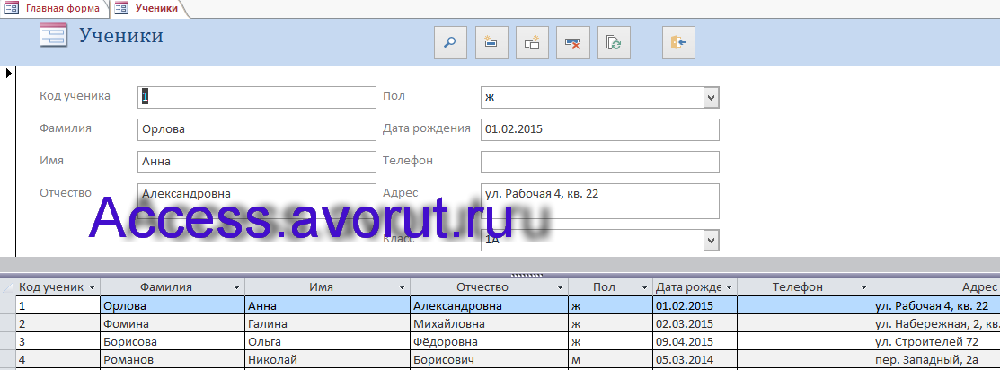 Главная форма Ученики
Ученики
Код ученика 1 Пол ж
Фамилия Орлова Дата рождения 01.02.2015
Имя Анна Телефон
Отчество Александровна Адрес ул. Рабочая 4, кв. 22
Access.avorut.ru
Класс 1А
Код ученик Фамилия Имя Отчество Пол Дата рожде Телефон Адрес
1 Орлова Анна Александровна ж 01.02.2015 ул. Рабочая 4, кв. 22
2 Фомина Галина Михайловна ж 02.03.2015 ул. Набережная, 2, кв.
3 Борисова Ольга Фёдоровна ж 09.04.2015 ул. Строителей 72
4 Романов Николай Борисович м 05.03.2014 пер. Западный, 2а